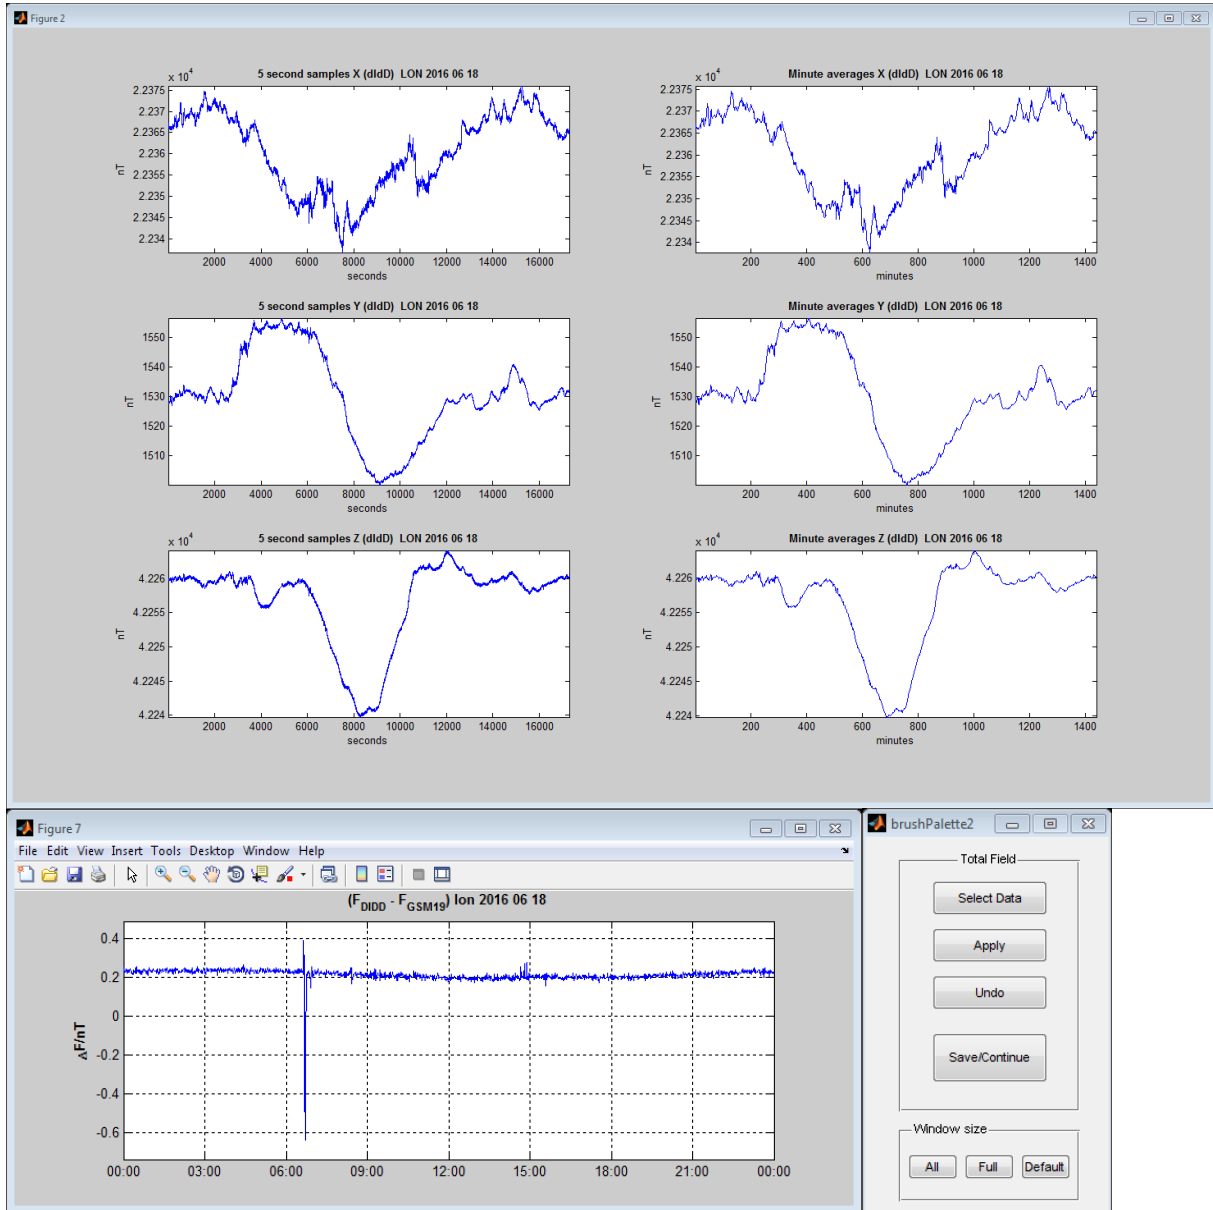 Figure 2
5 second samples X (dIdD)  LON 2016 06 18
x 10^4
2.2375
2.237
2.2365
2.236
2.2355
2.235
2.2345
2.234
nT
2000 4000 6000 8000 10000 12000 14000 16000
seconds
Minute averages X (dIdD)  LON 2016 06 18
x 10^4
2.2375
2.237
2.2365
2.236
2.2355
2.235
2.2345
2.234
nT
200 400 600 800 1000 1200 1400
minutes
5 second samples Y (dIdD)  LON 2016 06 18
1550
1540
1530
1520
1510
nT
2000 4000 6000 8000 10000 12000 14000 16000
seconds
Minute averages Y (dIdD)  LON 2016 06 18
1550
1540
1530
1520
1510
nT
200 400 600 800 1000 1200 1400
minutes
5 second samples Z (dIdD)  LON 2016 06 18
x 10^4
4.226
4.2255
4.225
4.2245
4.224
nT
2000 4000 6000 8000 10000 12000 14000 16000
seconds
Minute averages Z (dIdD)  LON 2016 06 18
x 10^4
4.226
4.2255
4.225
4.2245
4.224
nT
200 400 600 800 1000 1200 1400
minutes
Figure 7
File Edit View Insert Tools Desktop Window Help
(F_DIDD - F_GSM19) lon 2016 06 18
0.4
0.2
0
-0.2
-0.4
-0.6
ΔF/nT
00:00 03:00 06:00 09:00 12:00 15:00 18:00 21:00 00:00
brushPalette2
Total Field
Select Data
Apply
Undo
Save/Continue
Window size
All Full Default